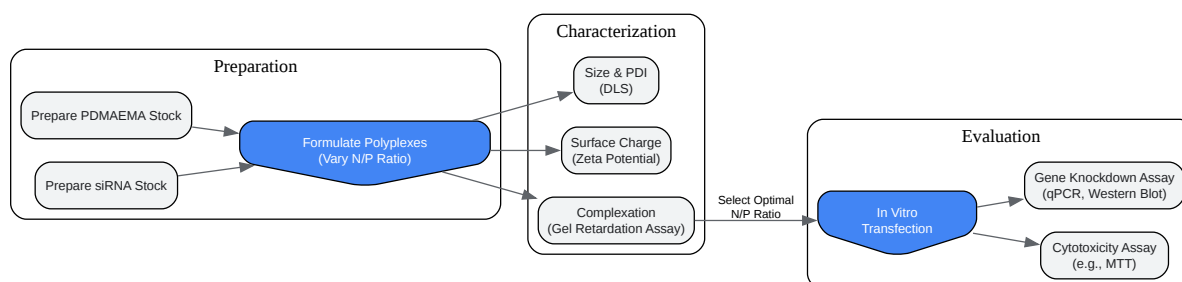 Preparation
Prepare PDMAEMA Stock
Prepare siRNA Stock
Formulate Polyplexes
(Vary N/P Ratio)
Characterization
Size & PDI
(DLS)
Surface Charge
(Zeta Potential)
Complexation
(Gel Retardation Assay)
Select Optimal
N/P Ratio
Evaluation
In Vitro
Transfection
Gene Knockdown Assay
(qPCR, Western Blot)
Cytotoxicity Assay
(e.g., MTT)